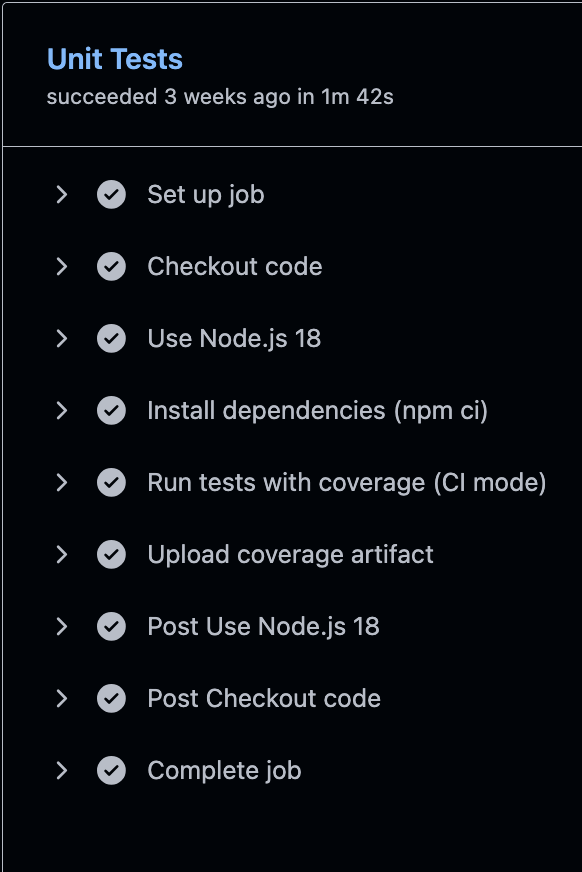 Unit Tests
succeeded 3 weeks ago in 1m 42s
Set up job
Checkout code
Use Node.js 18
Install dependencies (npm ci)
Run tests with coverage (CI mode)
Upload coverage artifact
Post Use Node.js 18
Post Checkout code
Complete job